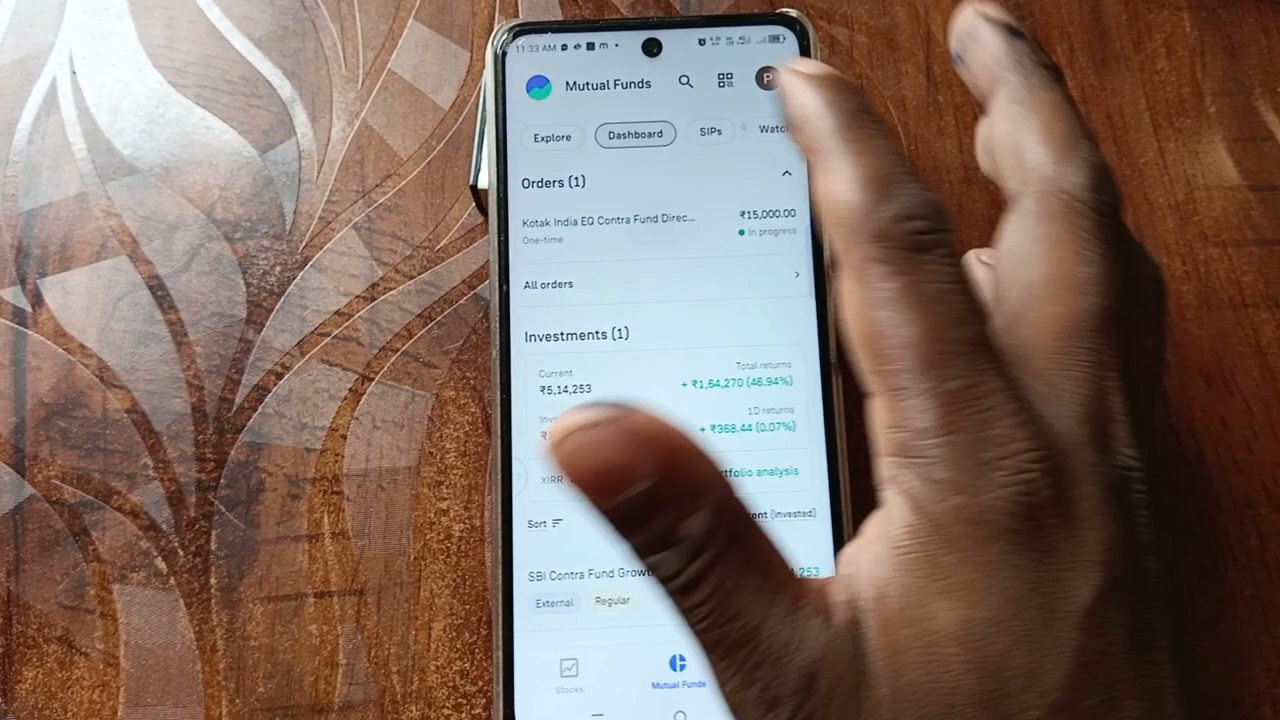 11:33 AM
Mutual Funds
P
Explore Dashboard SIPs
Orders (1)
Kotak India EQ Contra Fund Direc... ₹15,000.00
One-time In progress
All orders
Investments (1)
Current Total returns
₹5,14,253 + ₹1,64,270 (46.94%)
1D returns
+ ₹368.44 (0.07%)
XIRR analysis
Sort (Invested)
SBI Contra Fund
External Regular
Stocks Mutual Funds